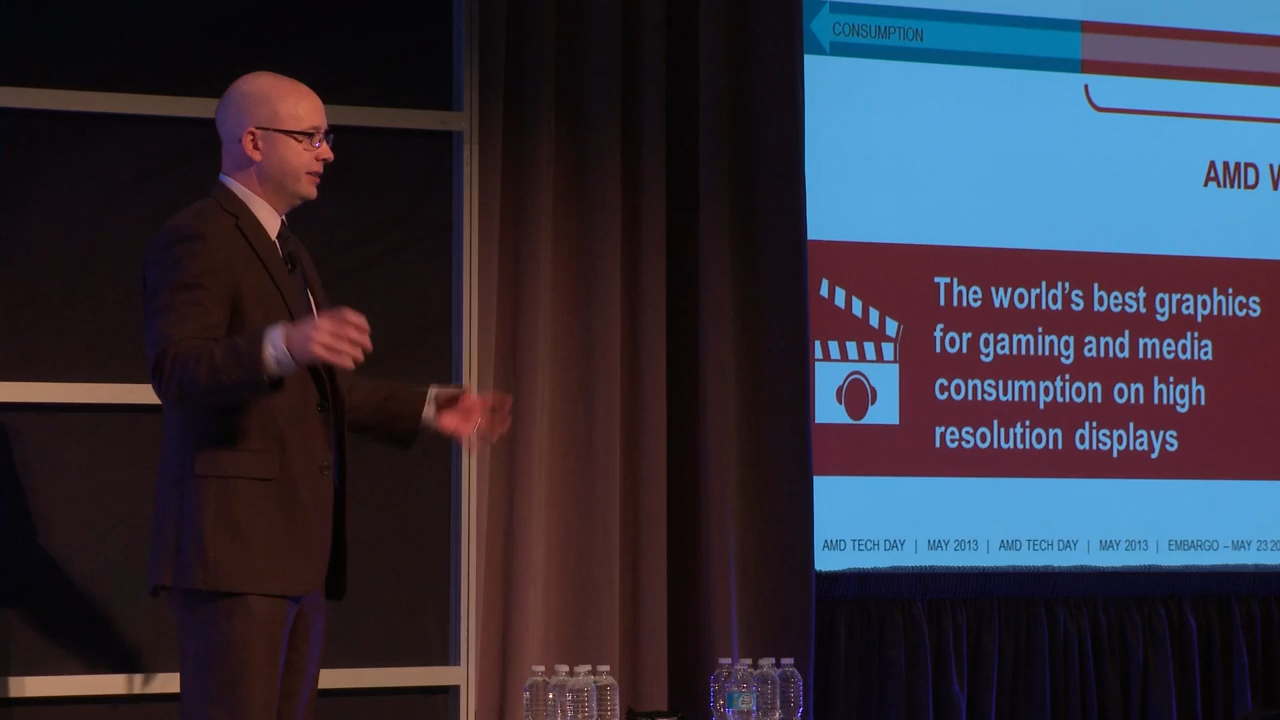 CONSUMPTION
AMD
The world's best graphics
for gaming and media
consumption on high
resolution displays
AMD TECH DAY | MAY 2013 | AMD TECH DAY | MAY 2013 | EMBARGO – MAY 23 20